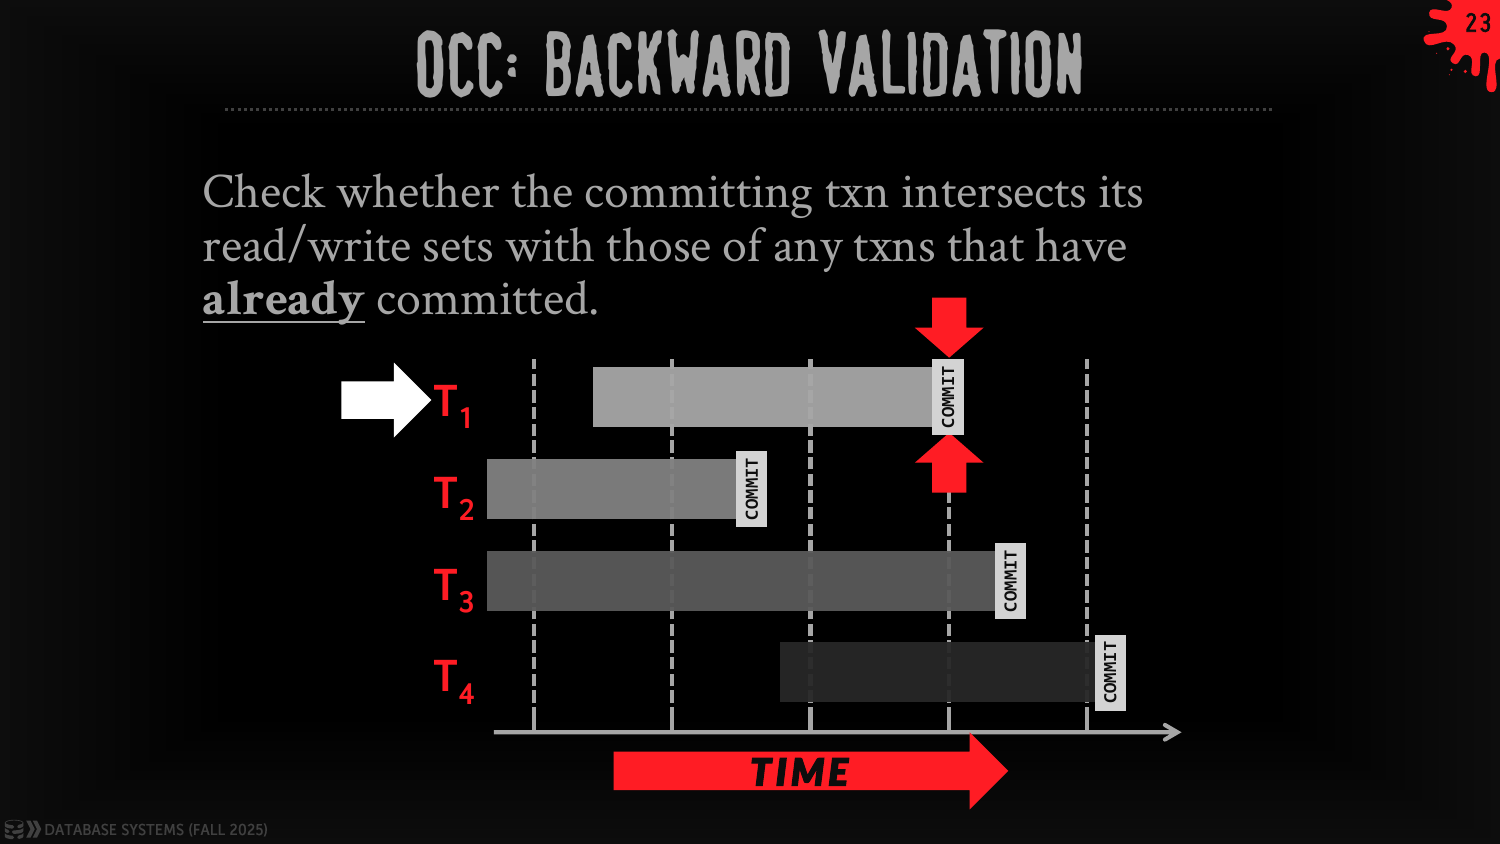 23
OCC: BACKWARD VALIDATION
Check whether the committing txn intersects its
read/write sets with those of any txns that have
already committed.
T1
COMMIT
T2
COMMIT
T3
COMMIT
T4
COMMIT
TIME
DATABASE SYSTEMS (FALL 2025)